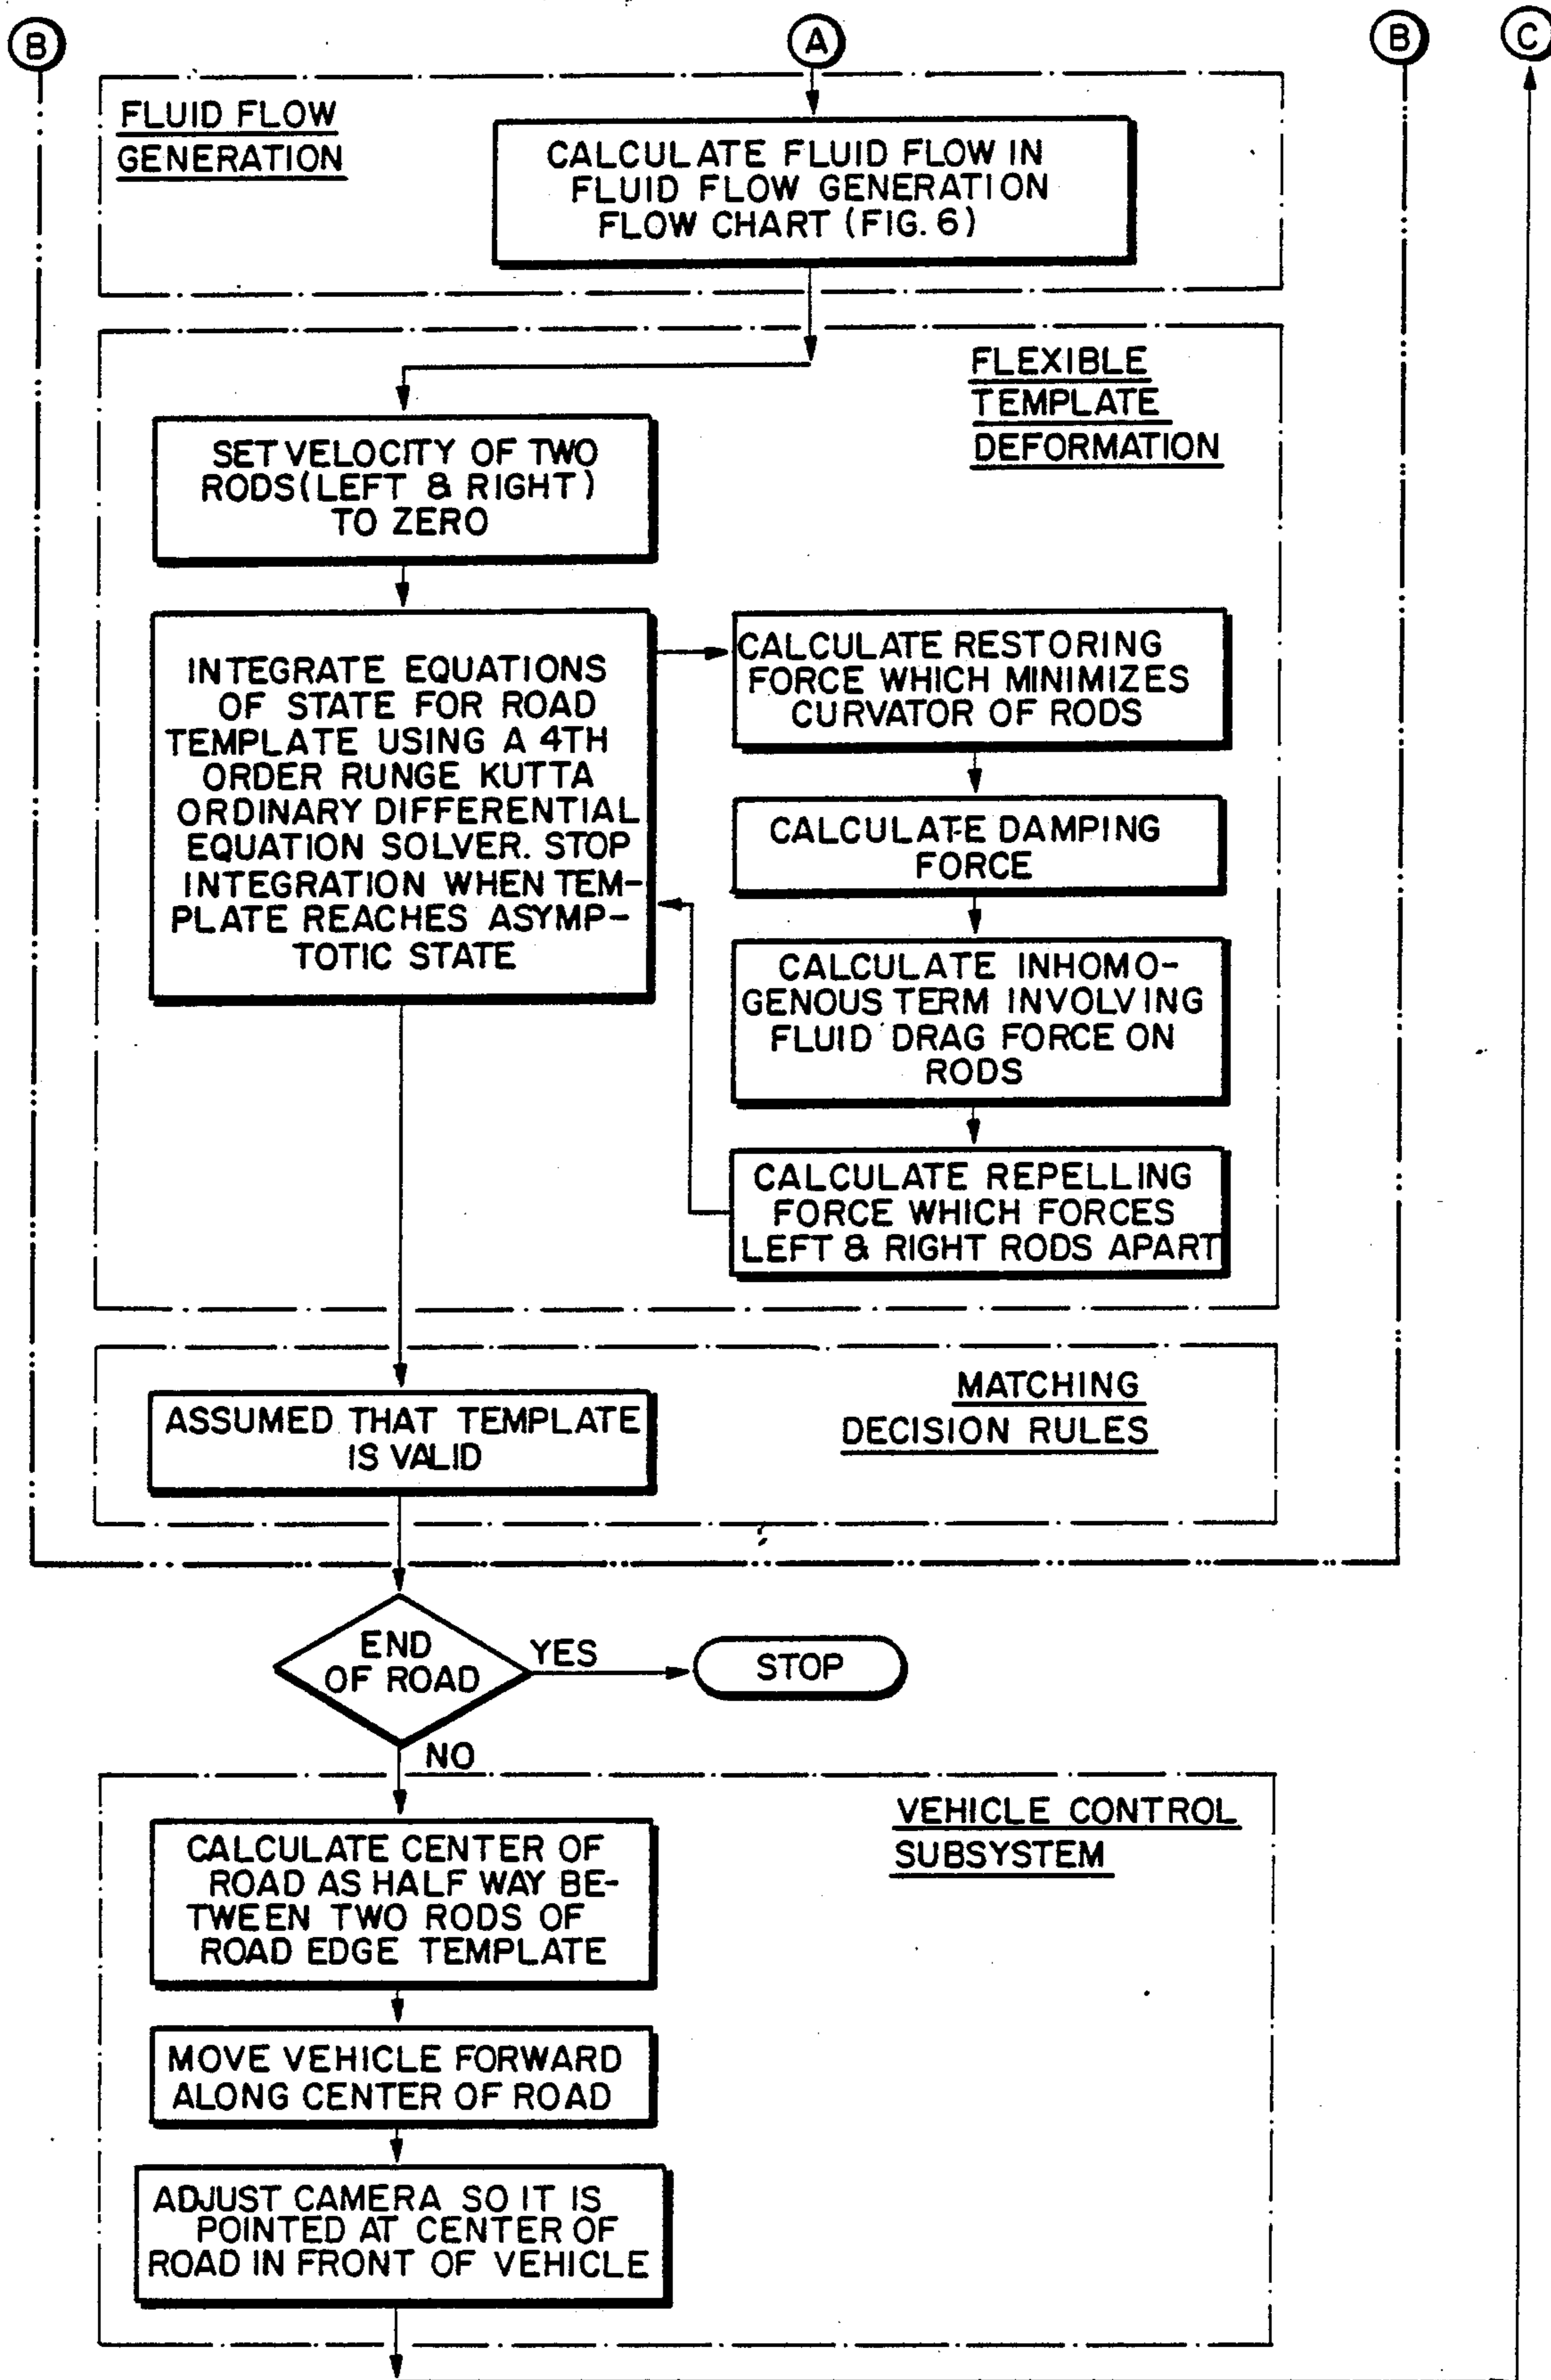 B
A
B
C
FLUID FLOW
GENERATION
CALCULATE FLUID FLOW IN
FLUID FLOW GENERATION
FLOW CHART (FIG. 6)
FLEXIBLE
TEMPLATE
DEFORMATION
SET VELOCITY OF TWO
RODS (LEFT & RIGHT)
TO ZERO
INTEGRATE EQUATIONS
OF STATE FOR ROAD
TEMPLATE USING A 4TH
ORDER RUNGE KUTTA
ORDINARY DIFFERENTIAL
EQUATION SOLVER. STOP
INTEGRATION WHEN TEM-
PLATE REACHES ASYMP-
TOTIC STATE
CALCULATE RESTORING
FORCE WHICH MINIMIZES
CURVATOR OF RODS
CALCULATE DAMPING
FORCE
CALCULATE INHOMO-
GENOUS TERM INVOLVING
FLUID DRAG FORCE ON
RODS
CALCULATE REPELLING
FORCE WHICH FORCES
LEFT & RIGHT RODS APART
MATCHING
DECISION RULES
ASSUMED THAT TEMPLATE
IS VALID
END
OF ROAD
YES
STOP
NO
VEHICLE CONTROL
SUBSYSTEM
CALCULATE CENTER OF
ROAD AS HALF WAY BE-
TWEEN TWO RODS OF
ROAD EDGE TEMPLATE
MOVE VEHICLE FORWARD
ALONG CENTER OF ROAD
ADJUST CAMERA SO IT IS
POINTED AT CENTER OF
ROAD IN FRONT OF VEHICLE